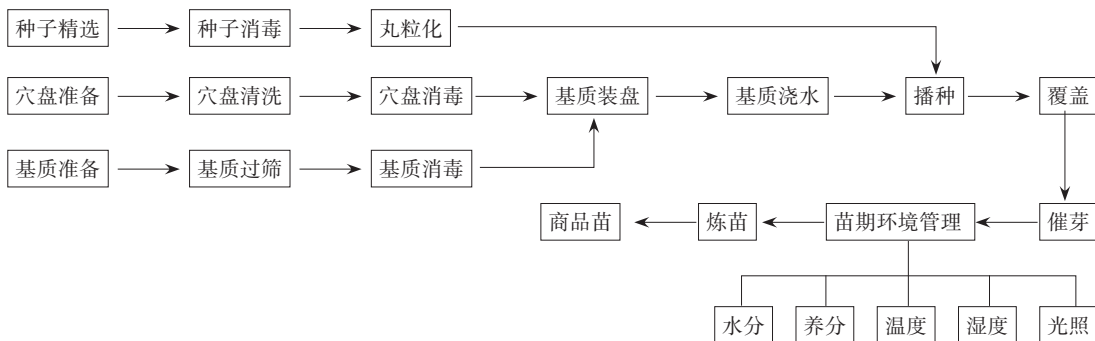 种子精选 种子消毒 丸粒化
穴盘准备 穴盘清洗 穴盘消毒 基质装盘 基质浇水 播种 覆盖
基质准备 基质过筛 基质消毒
商品苗 炼苗 苗期环境管理 催芽
水分 养分 温度 湿度 光照